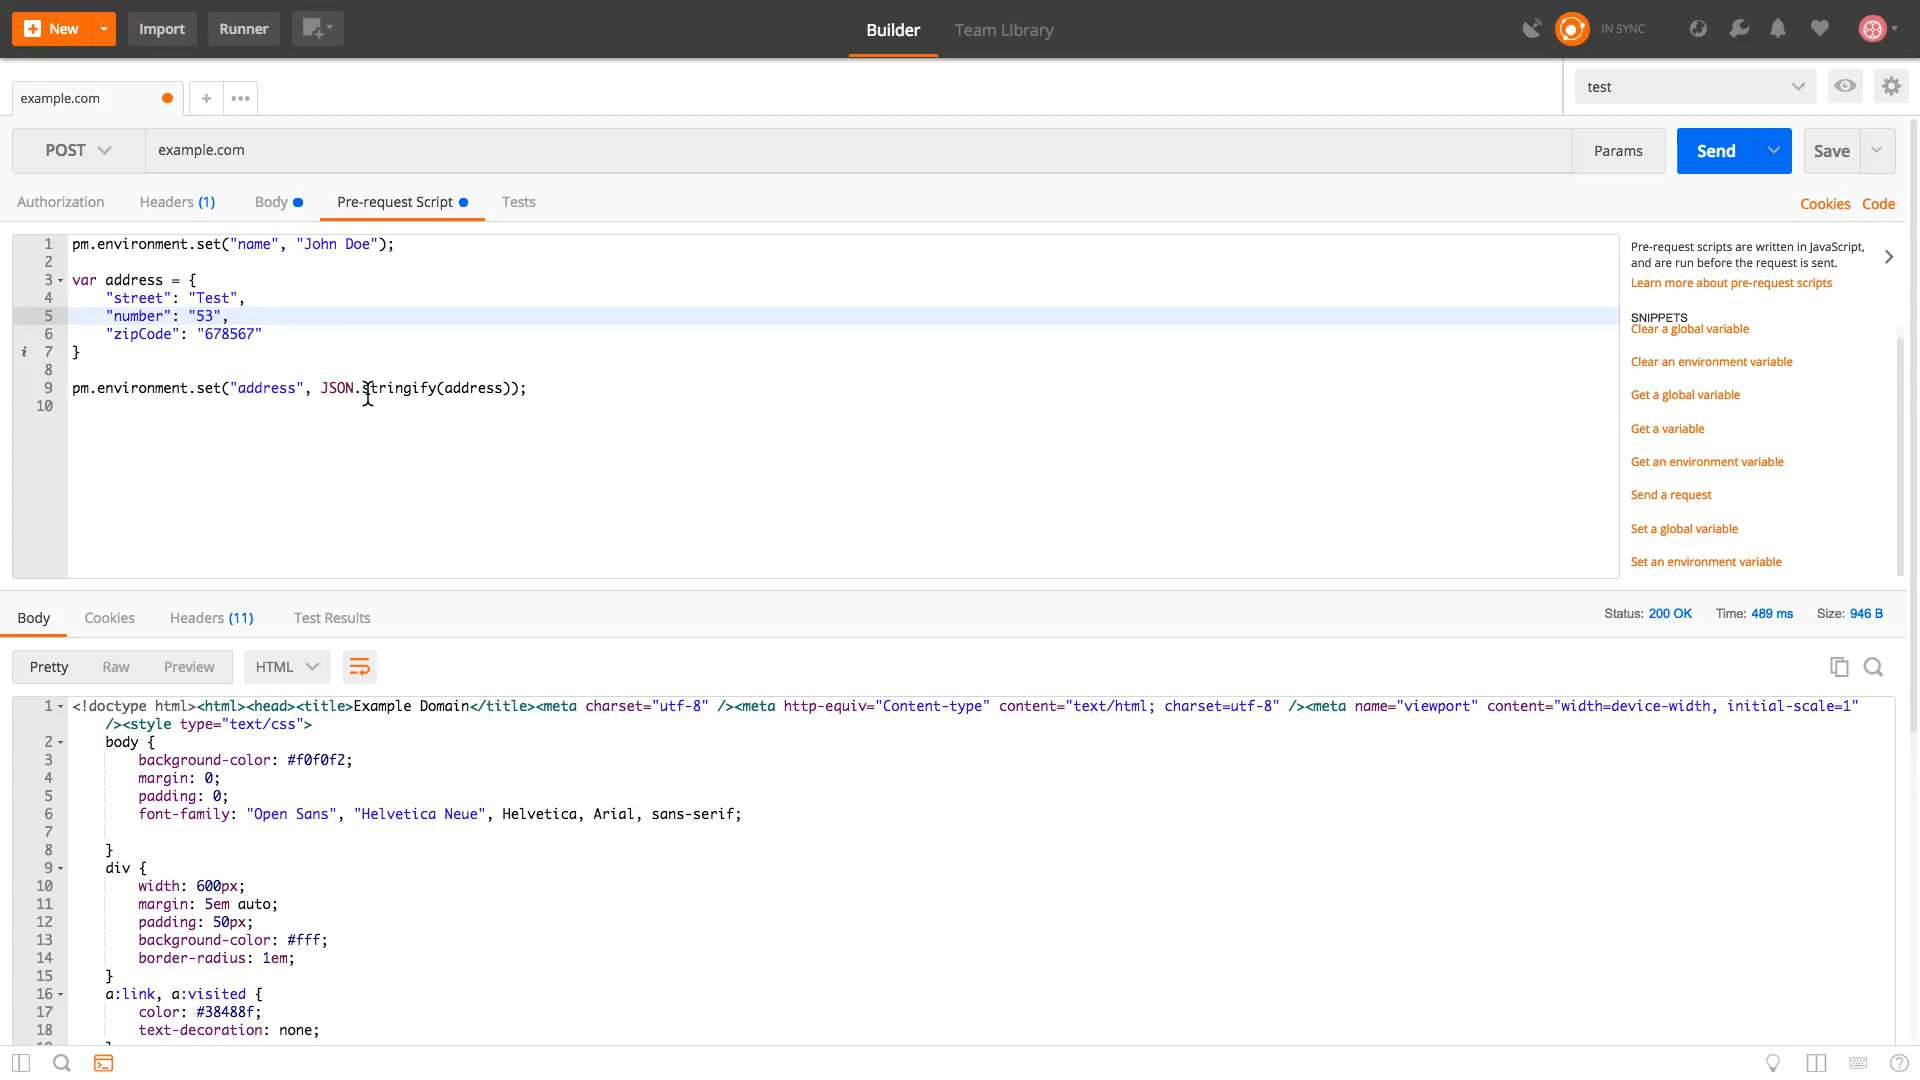 New
Import
Runner
Builder
Team Library
IN SYNC
example.com
test
POST
example.com
Params
Send
Save
Authorization
Headers (1)
Body
Pre-request Script
Tests
Cookies
Code
1 pm.environment.set("name", "John Doe");
2
3 var address = {
4 "street": "Test",
5 "number": "53",
6 "zipCode": "678567"
7 }
8
9 pm.environment.set("address", JSON.stringify(address));
10
Pre-request scripts are written in JavaScript,
and are run before the request is sent.
Learn more about pre-request scripts
SNIPPETS
Clear a global variable
Clear an environment variable
Get a global variable
Get a variable
Get an environment variable
Send a request
Set a global variable
Set an environment variable
Body
Cookies
Headers (11)
Test Results
Status: 200 OK
Time: 489 ms
Size: 946 B
Pretty
Raw
Preview
HTML
1 <!doctype html><html><head><title>Example Domain</title><meta charset="utf-8" /><meta http-equiv="Content-type" content="text/html; charset=utf-8" /><meta name="viewport" content="width=device-width, initial-scale=1"
/><style type="text/css">
2 body {
3 background-color: #f0f0f2;
4 margin: 0;
5 padding: 0;
6 font-family: "Open Sans", "Helvetica Neue", Helvetica, Arial, sans-serif;
7
8 }
9 div {
10 width: 600px;
11 margin: 5em auto;
12 padding: 50px;
13 background-color: #fff;
14 border-radius: 1em;
15 }
16 a:link, a:visited {
17 color: #38488f;
18 text-decoration: none;